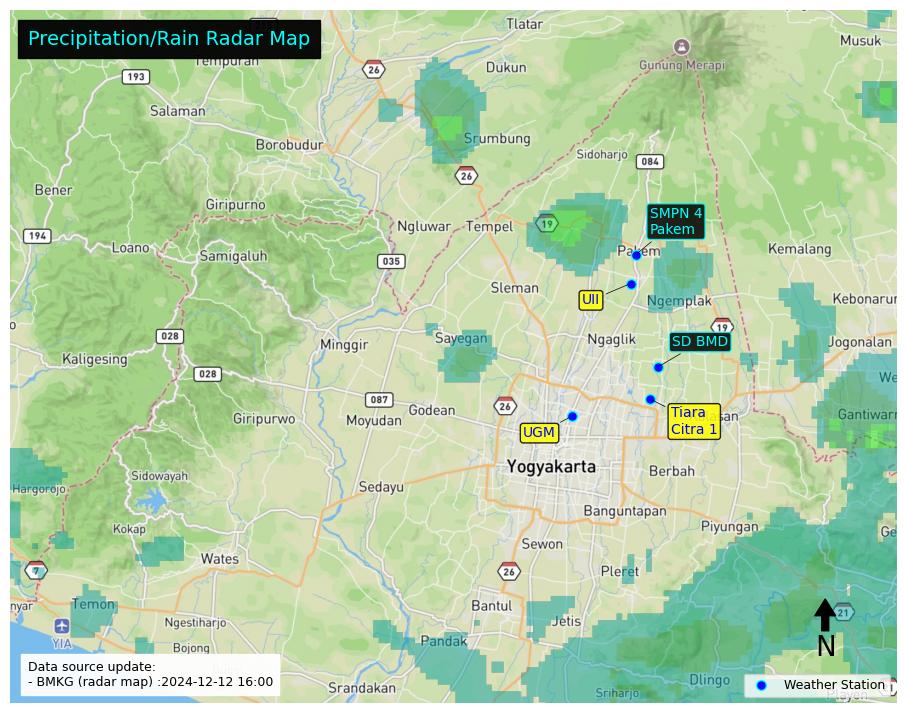 Precipitation/Rain Radar Map
Tlatar
Musuk
26
Dukun
Gunung Merapi
193
Salaman
Srumbung
Borobudur
Sidoharjo
084
26
Bener
Giripurno
SMPN 4
Pakem
194
Loano
Samigaluh
Ngluwar
Tempel
19
Pakem
Kemalang
035
Sleman
UII
Ngemplak
Kebonarun
028
Minggir
Sayegan
Ngaglik
19
SD BMD
Jogonalan
Kaligesing
028
087
Godean
26
Giripurwo
Moyudan
UGM
Tiara
Citra 1
Gantiwarn
Yogyakarta
Berbah
Hargorojo
Sidowayah
Sedayu
Banguntapan
Kokap
Piyungan
Wates
Sewon
7
26
Pleret
Temon
Bantul
21
YIA
Ngestiharjo
Jetis
Bojong
Pandak
N
Data source update:
- BMKG (radar map) :2024-12-12 16:00
Srandakan
Sriharjo
Dlingo
Weather Station